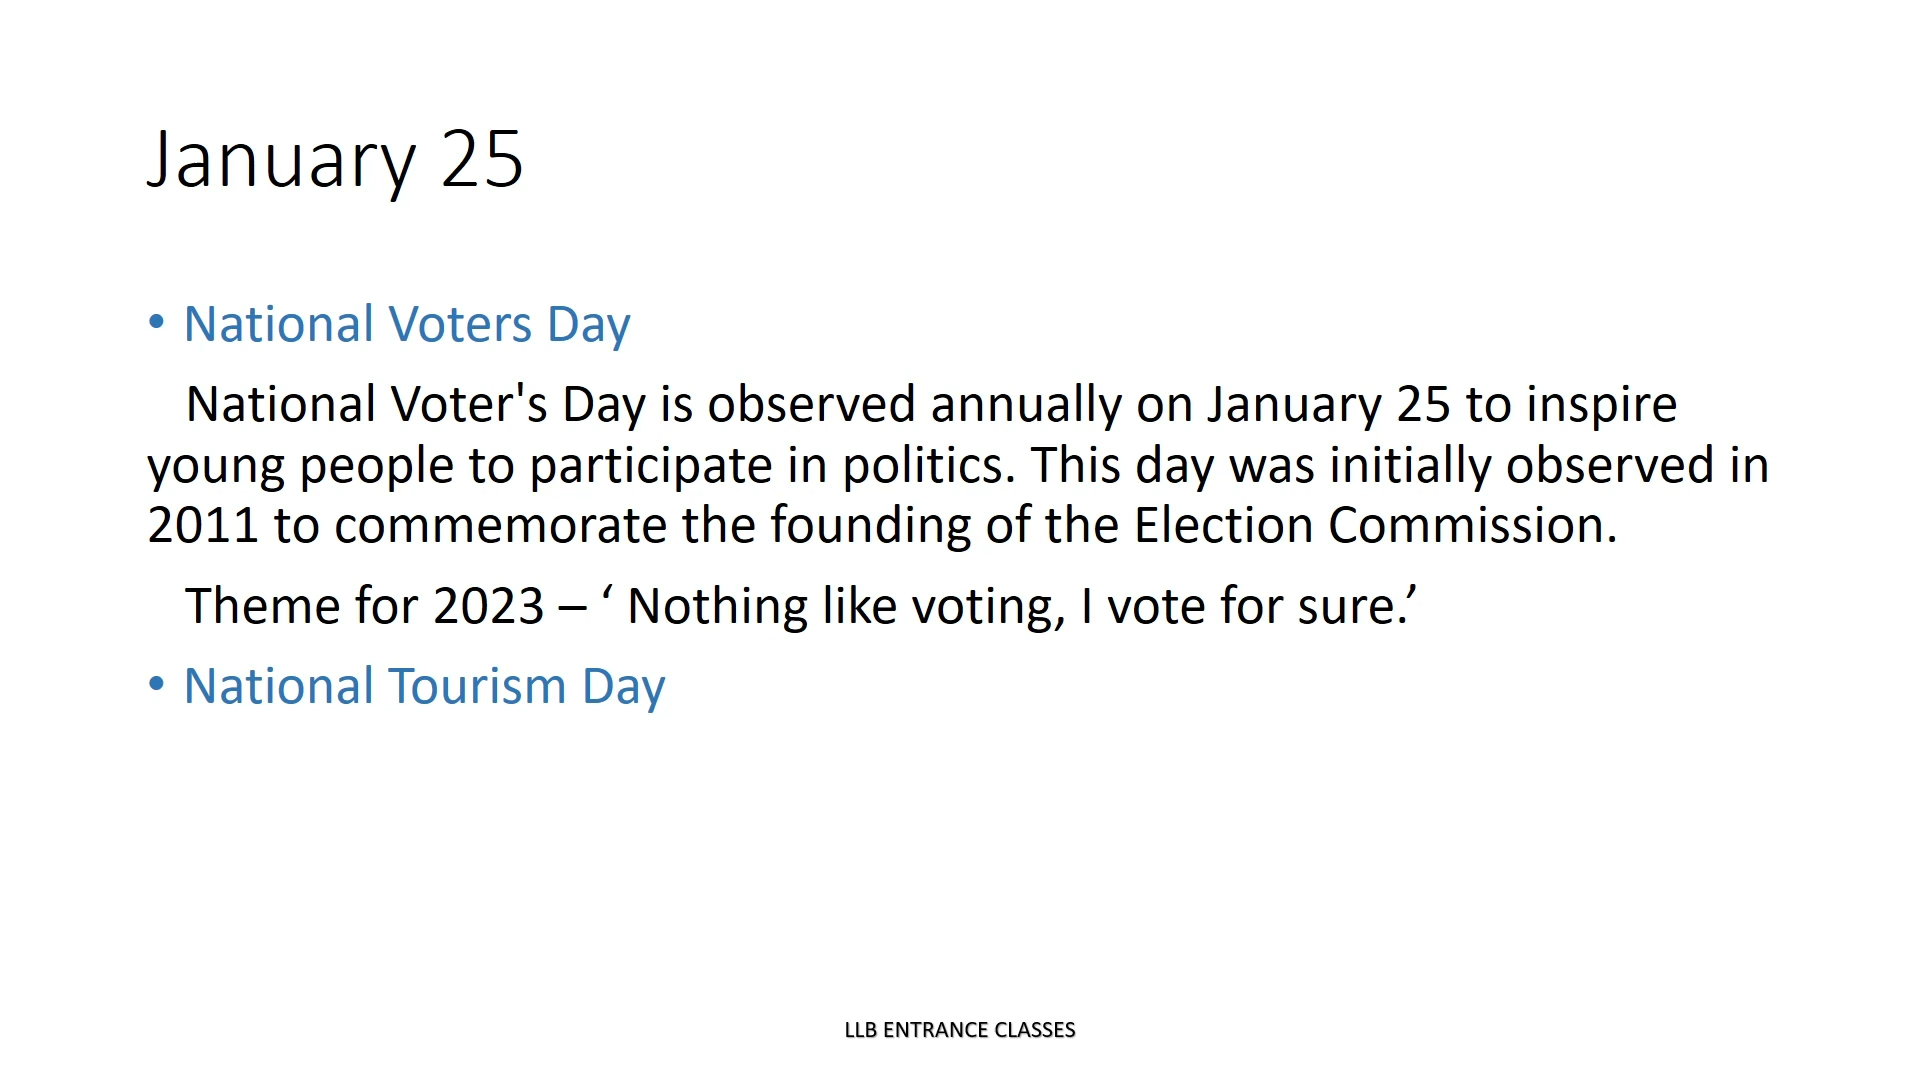 January 25
• National Voters Day
National Voter's Day is observed annually on January 25 to inspire
young people to participate in politics. This day was initially observed in
2011 to commemorate the founding of the Election Commission.
Theme for 2023 – ‘ Nothing like voting, I vote for sure.’
• National Tourism Day
LLB ENTRANCE CLASSES